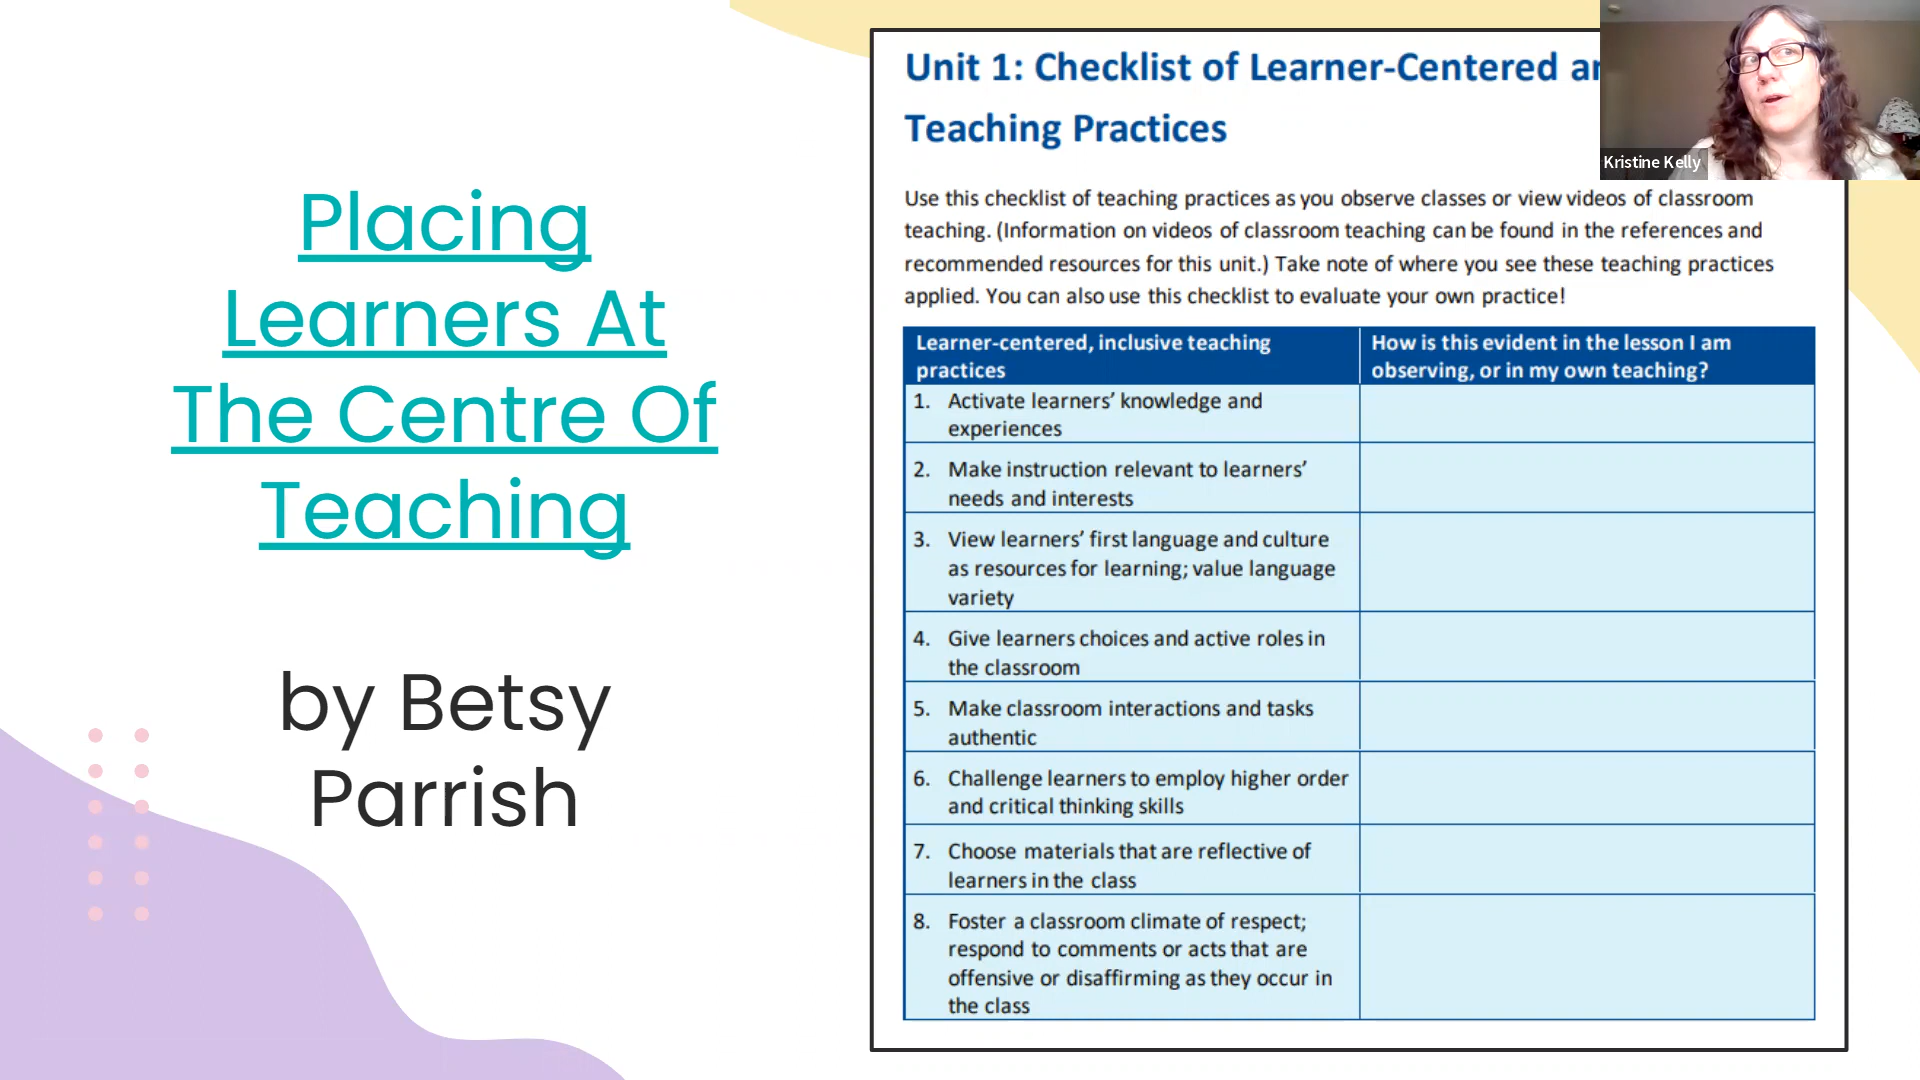 Placing
Learners At
The Centre Of
Teaching
by Betsy
Parrish
Unit 1: Checklist of Learner-Centered
Teaching Practices
Kristine Kelly
Use this checklist of teaching practices as you observe classes or view videos of classroom
teaching. (Information on videos of classroom teaching can be found in the references and
recommended resources for this unit.) Take note of where you see these teaching practices
applied. You can also use this checklist to evaluate your own practice!
Learner-centered, inclusive teaching
practices
How is this evident in the lesson I am
observing, or in my own teaching?
1. Activate learners’ knowledge and
experiences
2. Make instruction relevant to learners’
needs and interests
3. View learners’ first language and culture
as resources for learning; value language
variety
4. Give learners choices and active roles in
the classroom
5. Make classroom interactions and tasks
authentic
6. Challenge learners to employ higher order
and critical thinking skills
7. Choose materials that are reflective of
learners in the class
8. Foster a classroom climate of respect;
respond to comments or acts that are
offensive or disaffirming as they occur in
the class